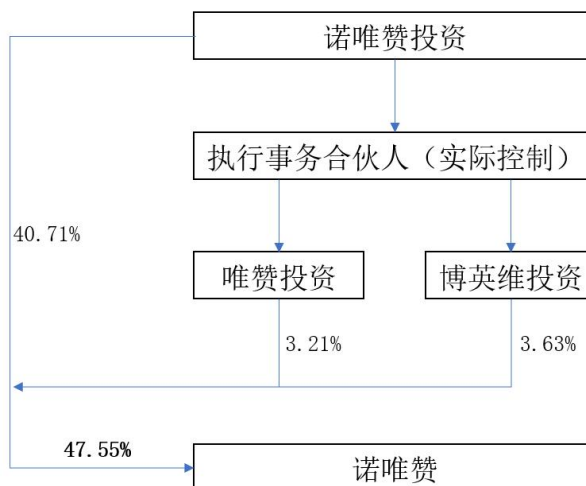 诺唯赞投资
执行事务合伙人（实际控制）
40.71%
唯赞投资
博英维投资
3.21%
3.63%
47.55%
诺唯赞